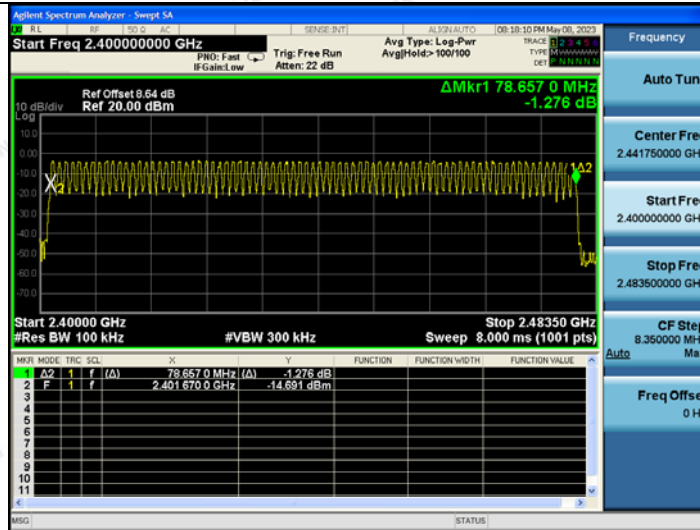 Agilent Spectrum Analyzer - Swept SA
RL RF 50 Ω AC SENSE:INT ALIGNAUTO 08:18:10 PM May 08, 2023
Start Freq 2.400000000 GHz
PNO: Fast
IFGain:Low
Trig: Free Run
Atten: 22 dB
Avg Type: Log-Pwr
Avg|Hold:> 100/100
TRACE 1 2 3 4 5 6
TYPE
DET P N N N N N
ΔMkr1 78.657 0 MHz
-1.276 dB
Ref Offset 8.64 dB
10 dB/div Ref 20.00 dBm
Log
10.0
0.00
-10.0
-20.0
-30.0
-40.0
-50.0
-60.0
-70.0
2
1Δ2
Start 2.40000 GHz Stop 2.48350 GHz
#Res BW 100 kHz #VBW 300 kHz Sweep 8.000 ms (1001 pts)
MKR MODE TRC SCL X Y FUNCTION FUNCTION WIDTH FUNCTION VALUE
1 Δ2 1 f (Δ) 78.657 0 MHz (Δ) -1.276 dB
2 F 1 f 2.401 670 0 GHz -14.691 dBm
3
4
5
6
7
8
9
10
11
MSG STATUS
Frequency
Auto Tun
Center Fre
2.441750000 GH
Start Fre
2.400000000 GH
Stop Fre
2.483500000 GH
CF Step
8.350000 MH
Auto Ma
Freq Offse
0 H